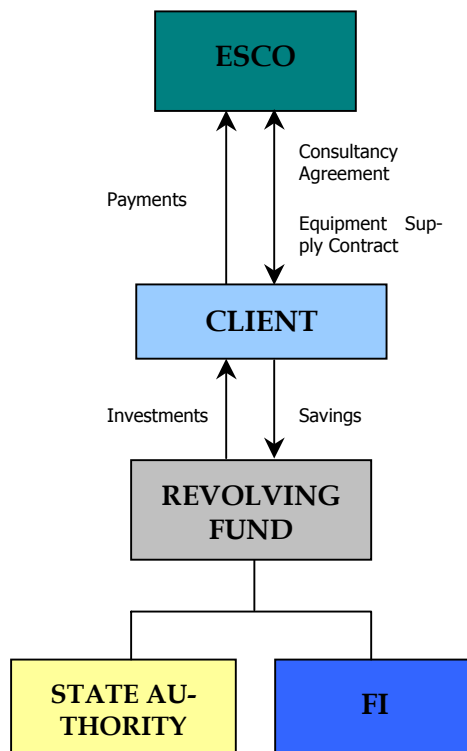 ESCO
Consultancy
Agreement
Payments
Equipment Sup-
ply Contract
CLIENT
Investments
Savings
REVOLVING
FUND
STATE AU-
THORITY
FI